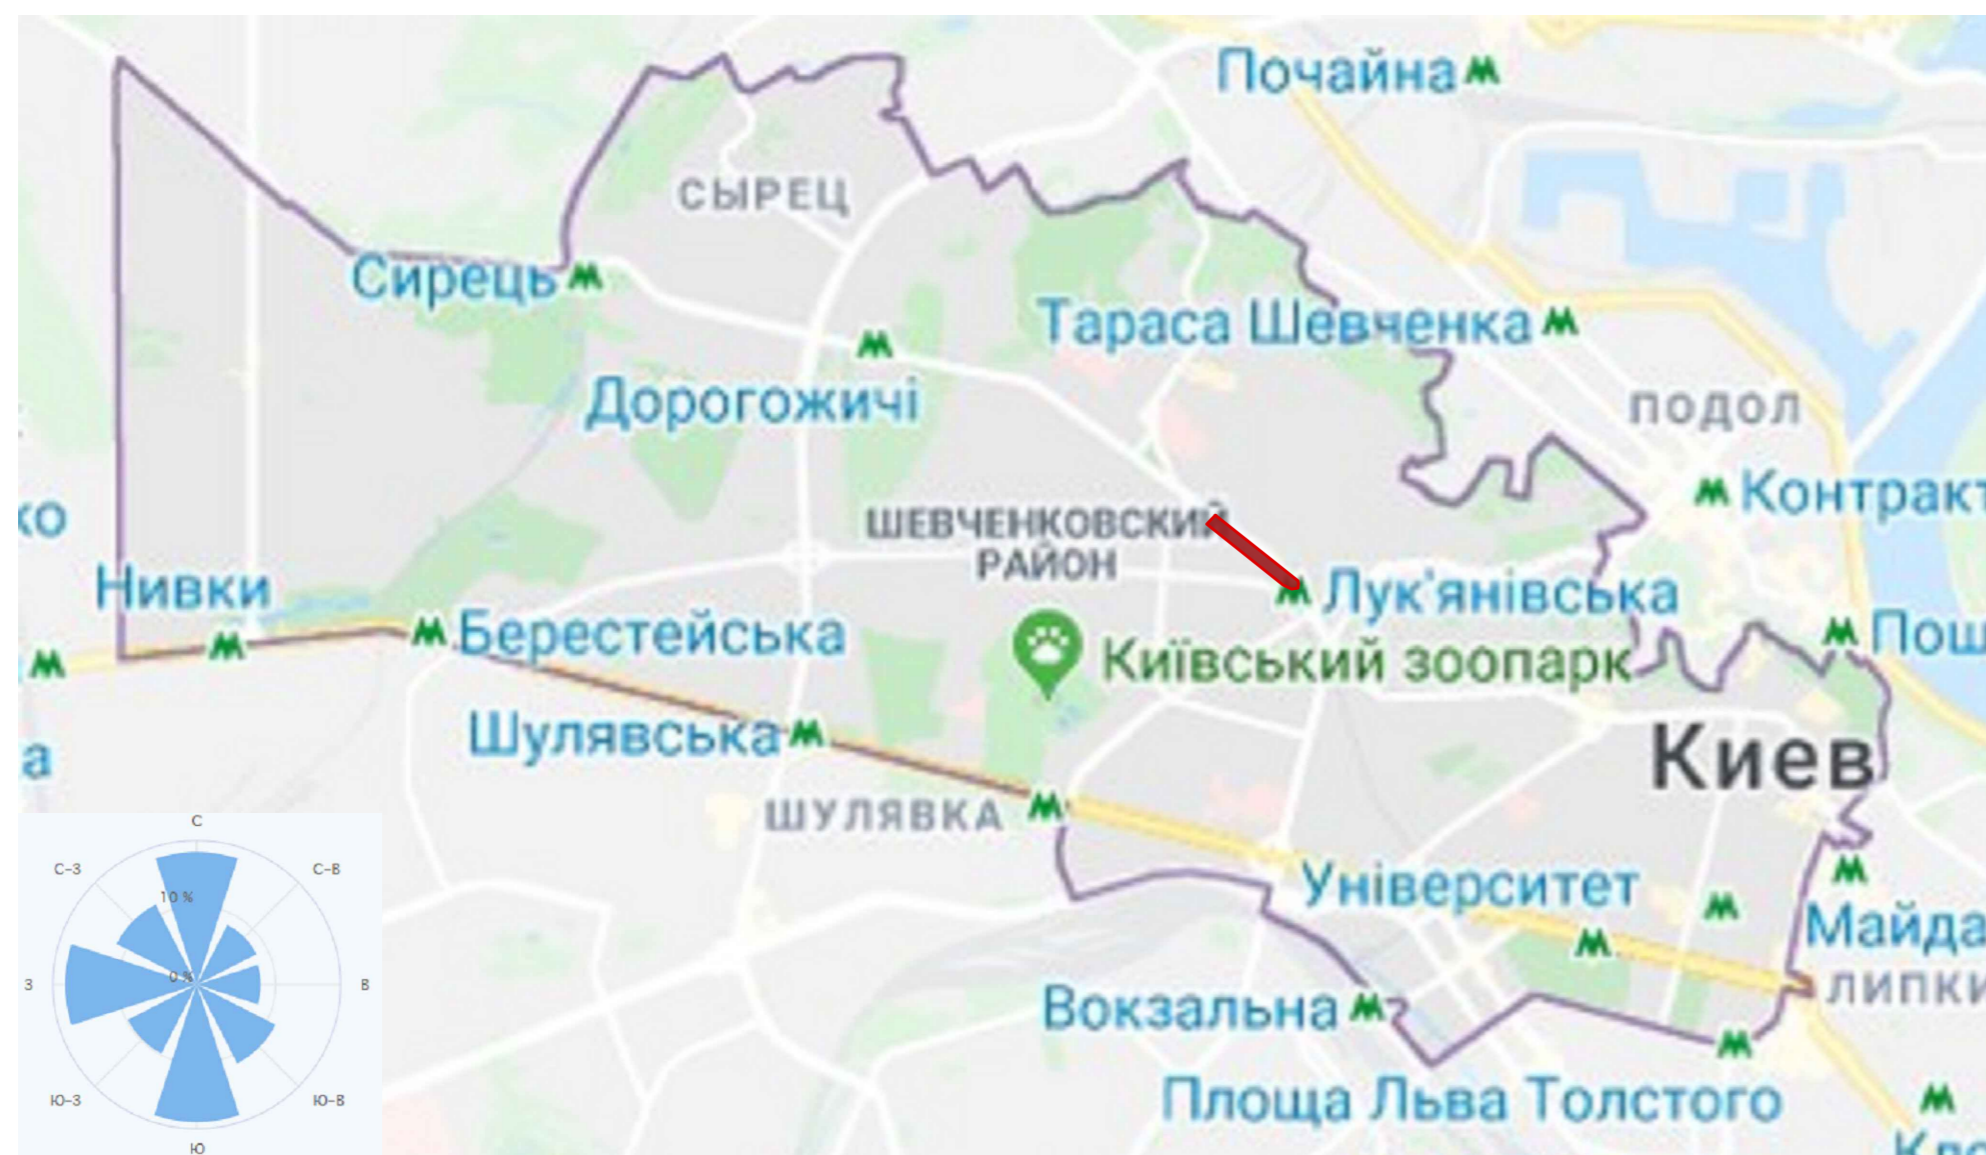 Почайна
СЫРЕЦ
Сирець
Тараса Шевченка
Дорогожичі
ПОДОЛ
Контракт
ШЕВЧЕНКОВСКИЙ
РАЙОН
ко
Нивки
Лук'янівська
Берестейська
Пош
Київський зоопарк
Шулявська
а
Киев
ШУЛЯВКА
С
С-З
С-В
10 %
Університет
Майда
0 %
З
В
ЛИПКИ
Вокзальна
Ю-З
Ю-В
Площа Льва Толстого
Ю